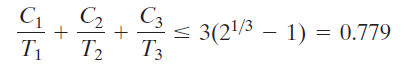 C₁/T₁ + C₂/T₂ + C₃/T₃ ≤ 3(2^{1/3} − 1) = 0.779